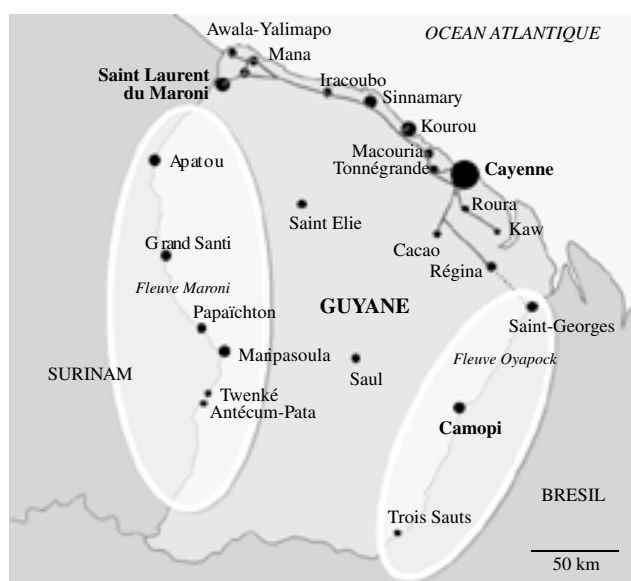 Awala-Yalimapo
OCEAN ATLANTIQUE
Mana
Saint Laurent
du Maroni
Iracoubo
Sinnamary
Kourou
Macouria
Tonnégrande
Cayenne
Apatou
Roura
Saint Elie
Kaw
Cacao
Grand Santi
Régina
Fleuve Maroni
GUYANE
Papaïchton
Saint-Georges
Maripasoula
Fleuve Oyapock
SURINAM
Saul
Twenké
Antécum-Pata
Camopi
BRESIL
Trois Sauts
50 km